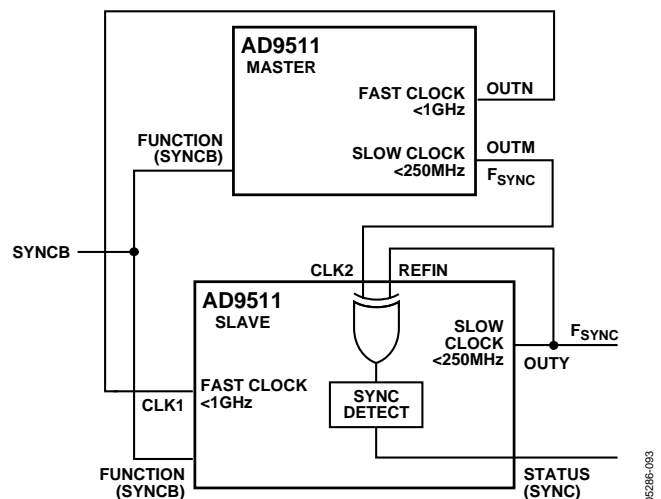 AD9511
MASTER
FAST CLOCK
<1GHz
OUTN
SLOW CLOCK
<250MHz
OUTM
FSYNC
FUNCTION
(SYNCB)
SYNCB
CLK2
REFIN
AD9511
SLAVE
SLOW
CLOCK
<250MHz
FSYNC
OUTY
FAST CLOCK
<1GHz
CLK1
SYNC
DETECT
FUNCTION
(SYNCB)
STATUS
(SYNC)
05286-093